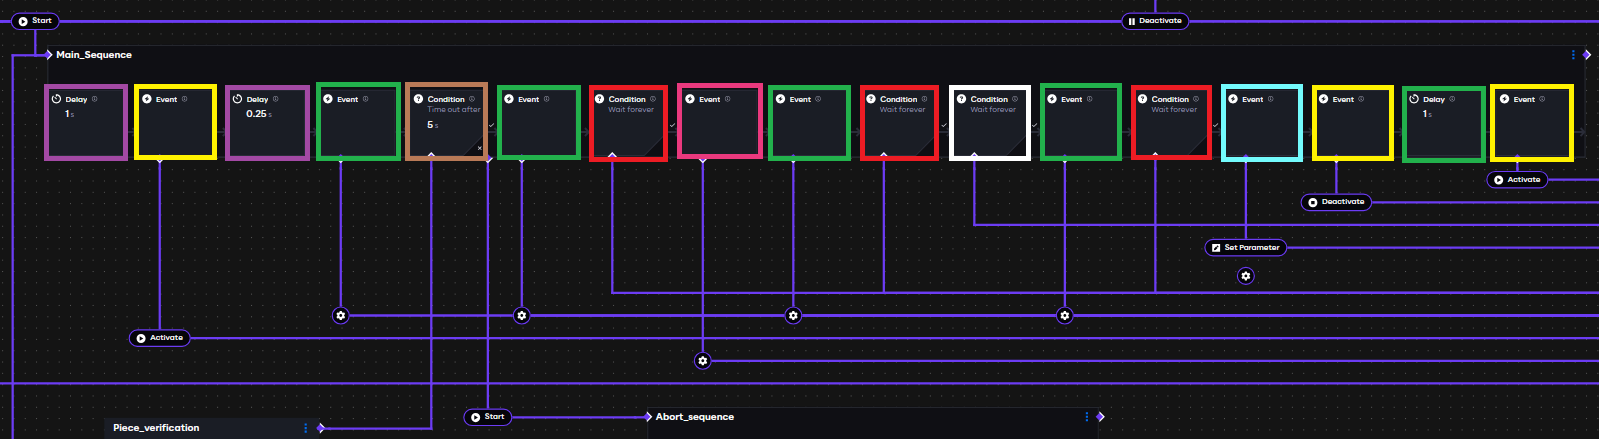 Start
Deactivate
Main_Sequence
Delay
1 s
Event
Delay
0.25 s
Event
Condition
Time out after
5 s
Event
Condition
Wait forever
Event
Event
Condition
Wait forever
Condition
Wait forever
Event
Condition
Wait forever
Event
Event
Delay
1 s
Event
Activate
Deactivate
Set Parameter
Activate
Start
Abort_sequence
Piece_verification